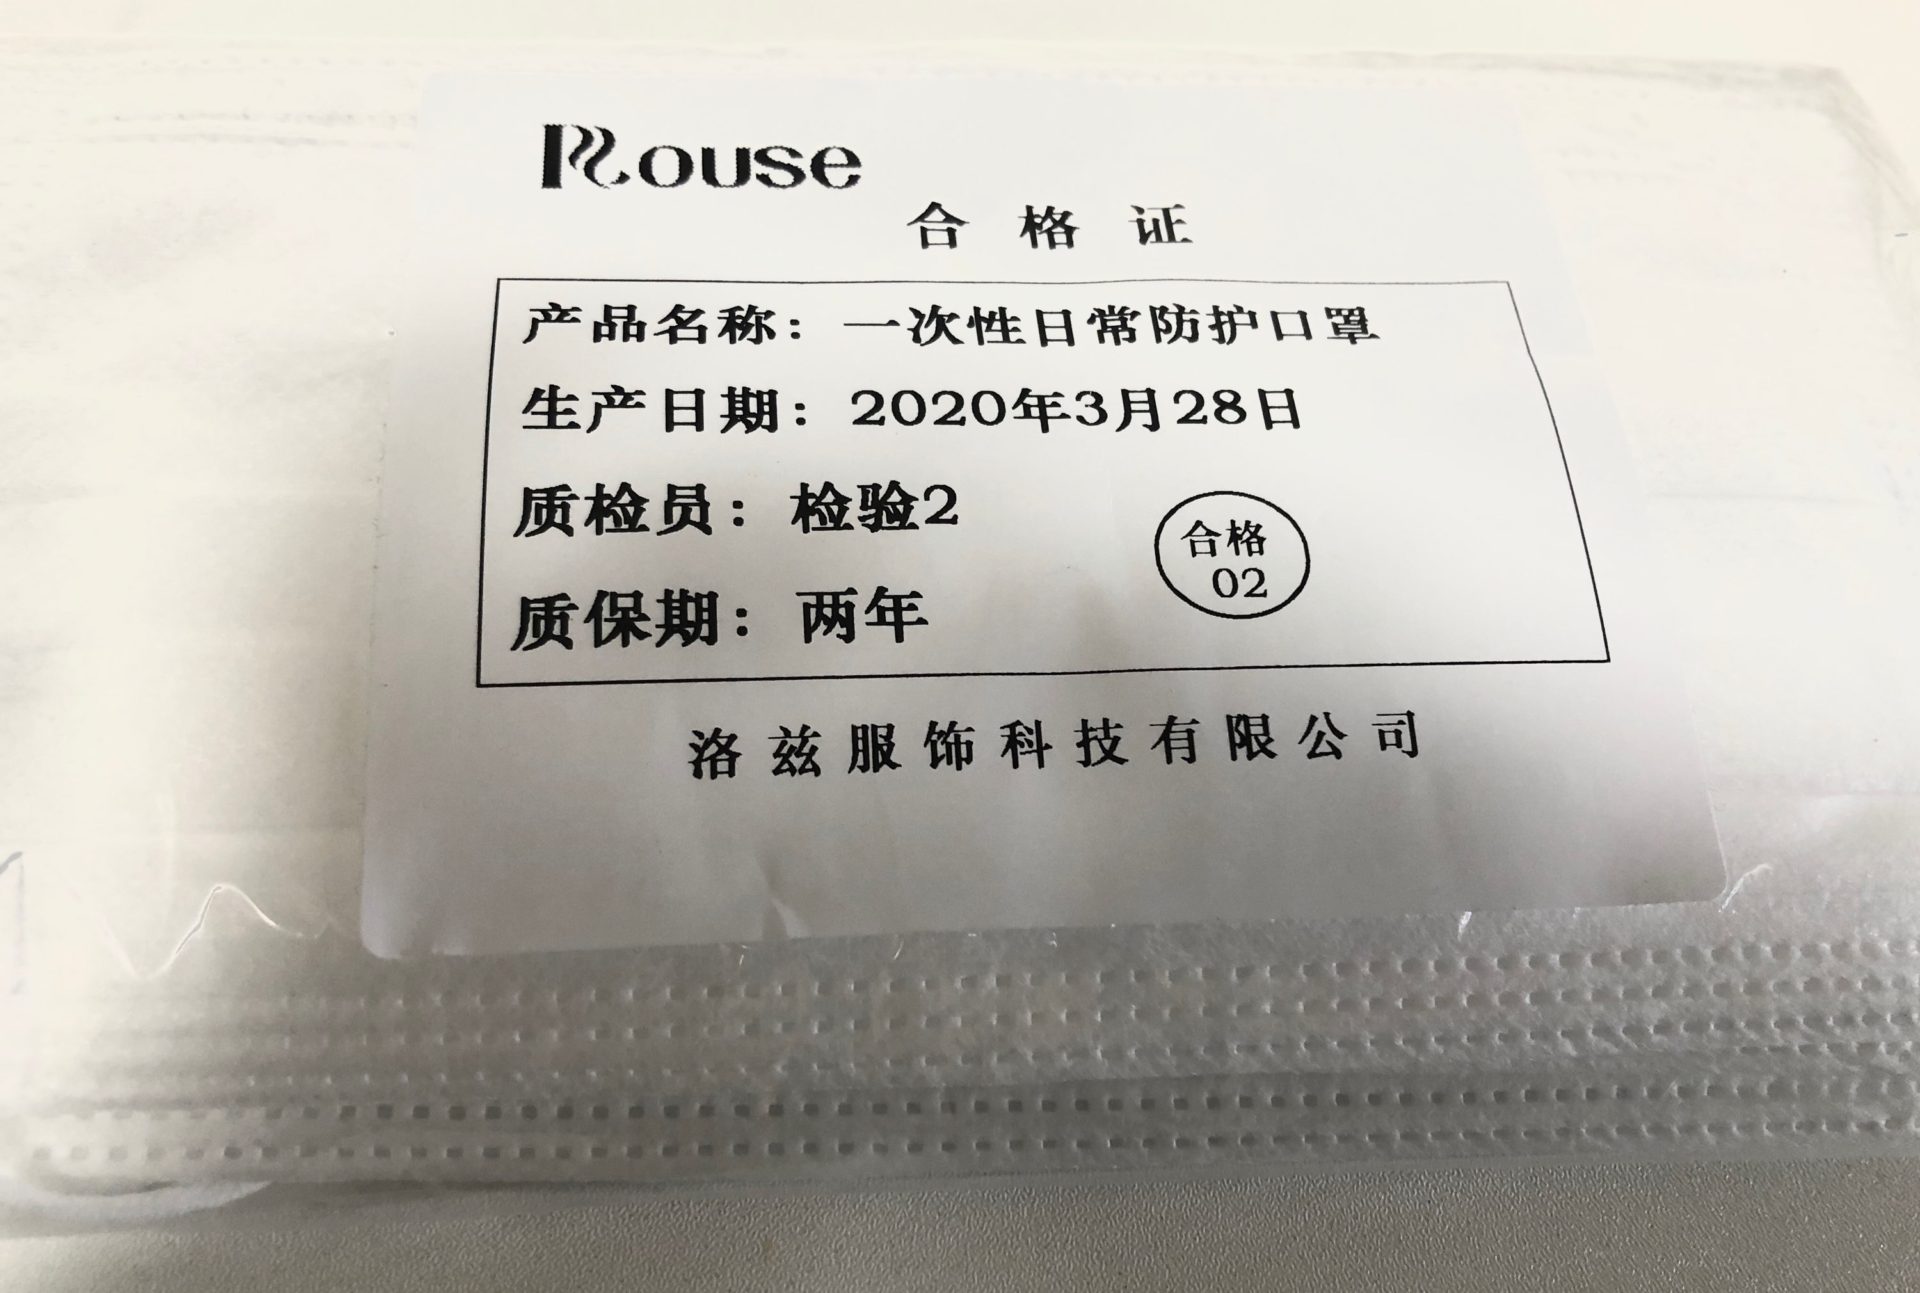 Rouse
合格证
产品名称：一次性日常防护口罩
生产日期：2020年3月28日
质检员：检验2
合格
02
质保期：两年
洛兹服饰科技有限公司